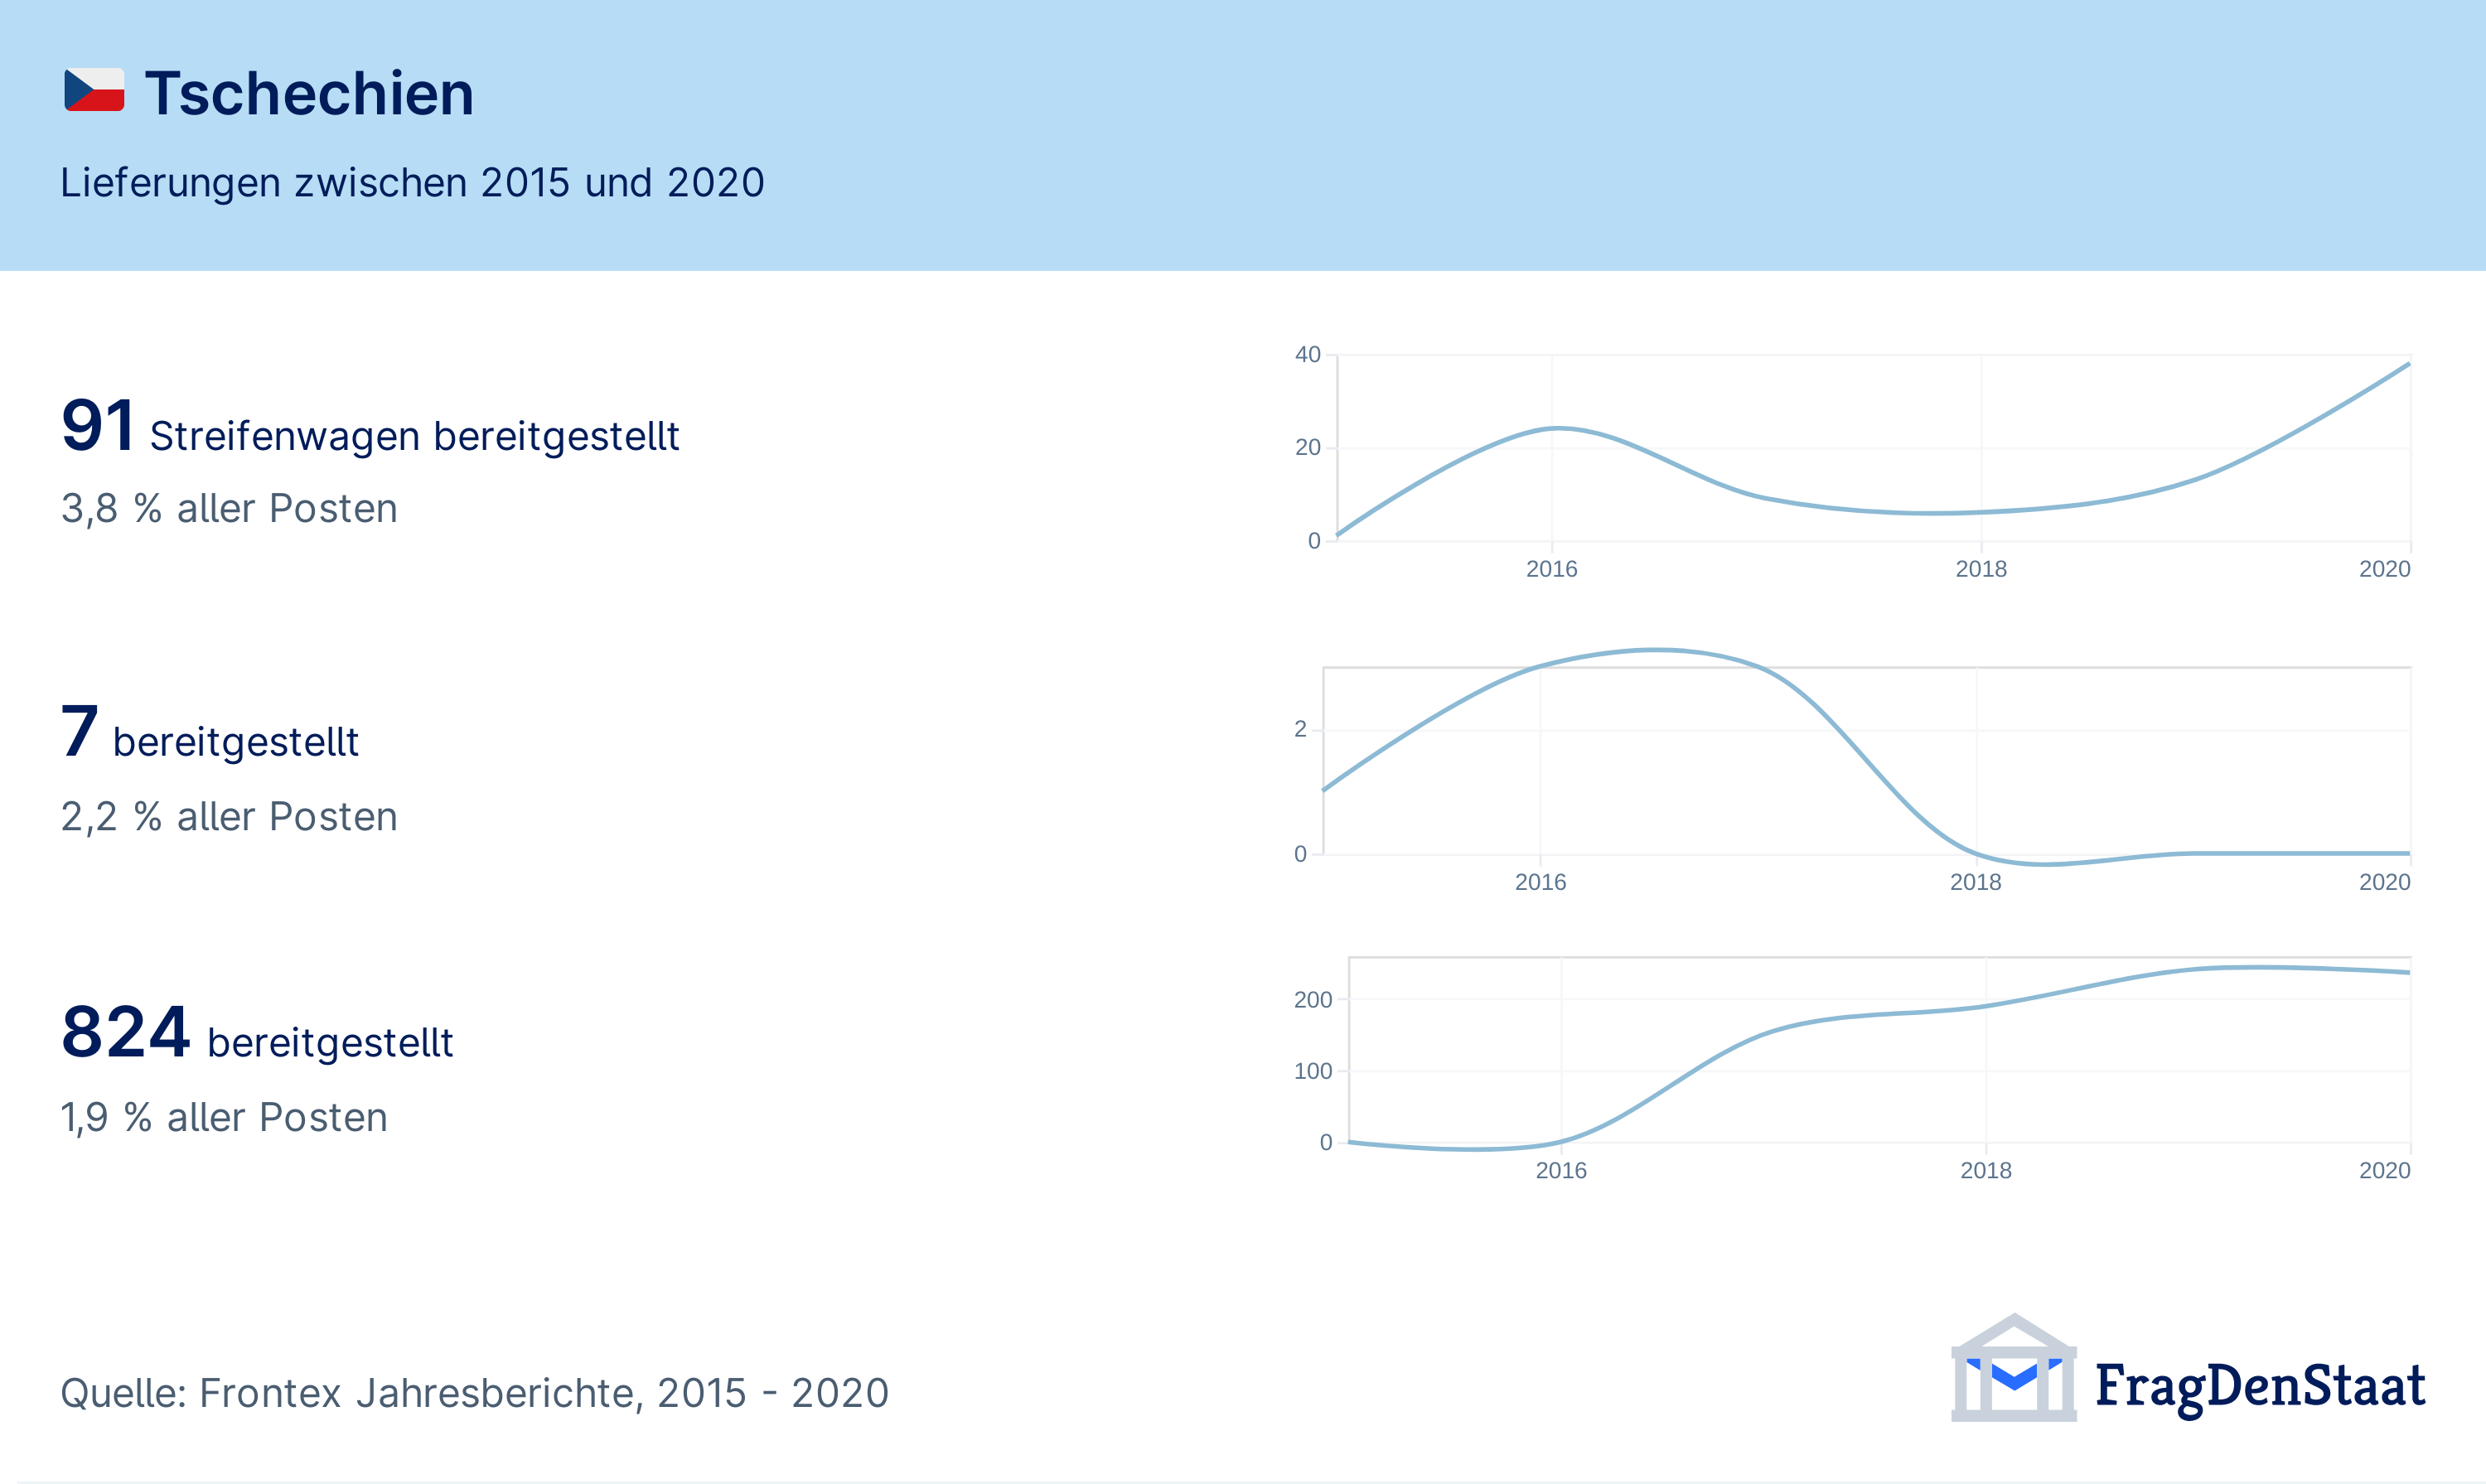 Tschechien
Lieferungen zwischen 2015 und 2020
91 Streifenwagen bereitgestellt
3,8 % aller Posten
40
20
0
2016 2018 2020
7 bereitgestellt
2,2 % aller Posten
2
0
2016 2018 2020
824 bereitgestellt
1,9 % aller Posten
200
100
0
2016 2018 2020
Quelle: Frontex Jahresberichte, 2015 - 2020
FragDenStaat